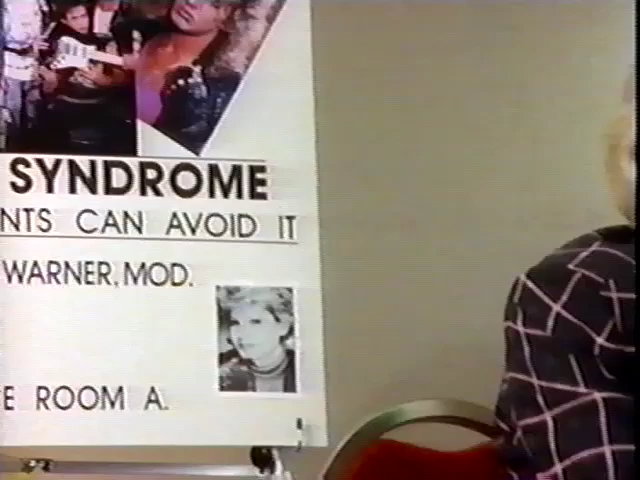 SYNDROME
NTS CAN AVOID IT
WARNER, MOD.
E ROOM A.